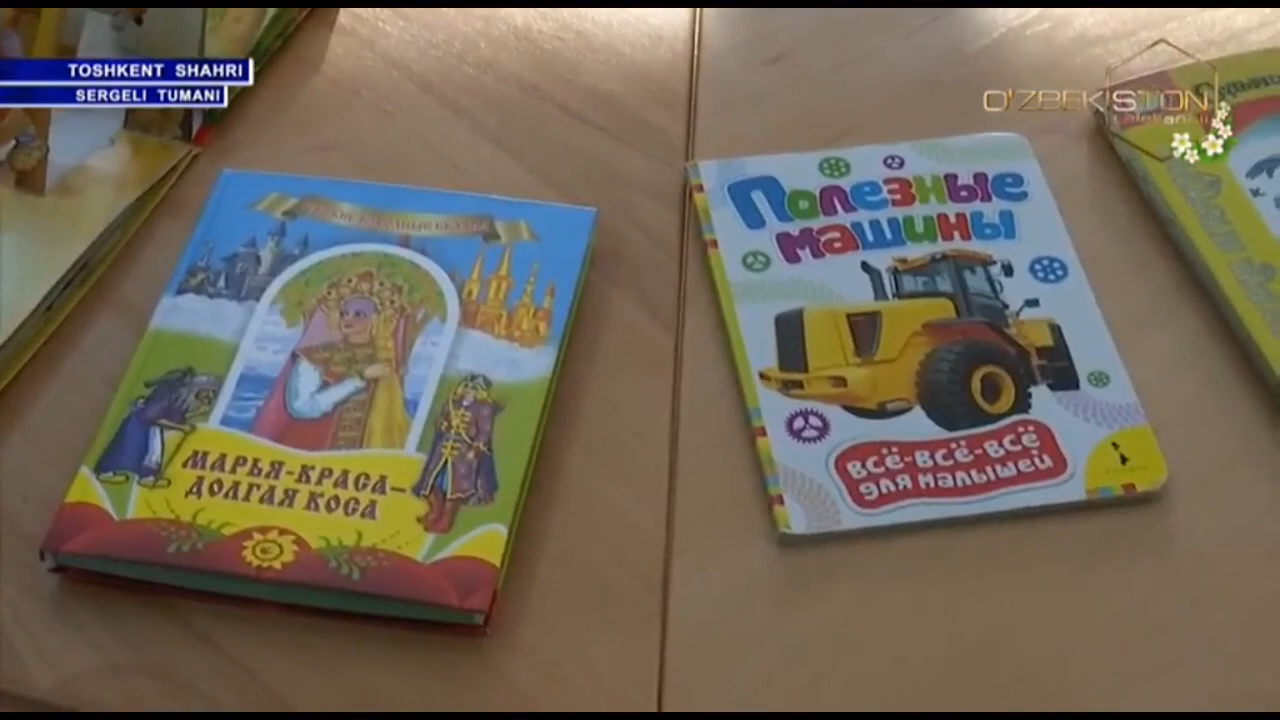 TOSHKENT SHAHRI
SERGELI TUMANI
O'ZBEKISTON
МАРЬЯ-КРАСА-
ДОЛГАЯ КОСА
Полезные
машины
всё-всё-всё
для малышей